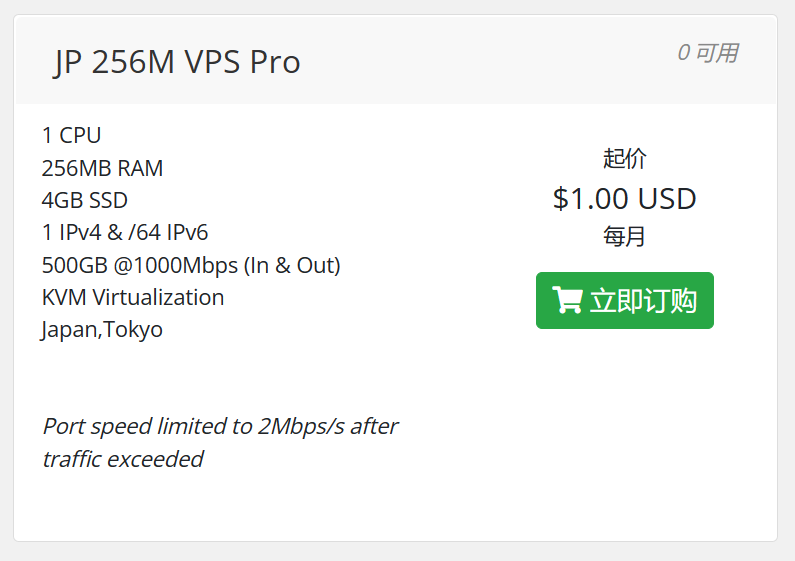 JP 256M VPS Pro
0 可用
1 CPU
256MB RAM
4GB SSD
1 IPv4 & /64 IPv6
500GB @1000Mbps (In & Out)
KVM Virtualization
Japan,Tokyo
Port speed limited to 2Mbps/s after
traffic exceeded
起价
$1.00 USD
每月
立即订购